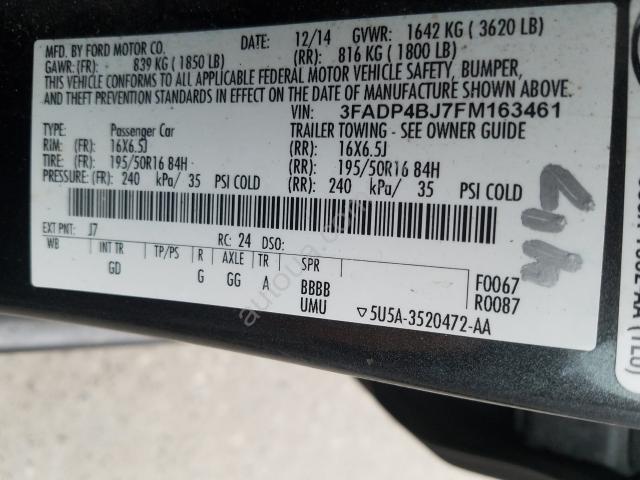 MFD. BY FORD MOTOR CO.
DATE: 12/14 GVWR: 1642 KG ( 3620 LB)
GAWR:(FR): 839 KG ( 1850 LB) (RR): 816 KG ( 1800 LB)
THIS VEHICLE CONFORMS TO ALL APPLICABLE FEDERAL MOTOR VEHICLE SAFETY, BUMPER,
AND THEFT PREVENTION STANDARDS IN EFFECT ON THE DATE OF MANUFACTURE SHOWN ABOVE.
VIN: 3FADP4BJ7FM163461
TYPE: Passenger Car TRAILER TOWING - SEE OWNER GUIDE
RIM: (FR): 16X6.5J (RR): 16X6.5J
TIRE: (FR): 195/50R16 84H (RR): 195/50R16 84H
PRESSURE: (FR): 240 kPa/ 35 PSI COLD (RR): 240 kPa/ 35 PSI COLD
EXT PNT: J7 RC: 24 DSO:
WB INT TR TP/PS R AXLE TR SPR
GD G GG A BBBB
UMU
F0067
R0087
▽5U5A-3520472-AA
autoua.com